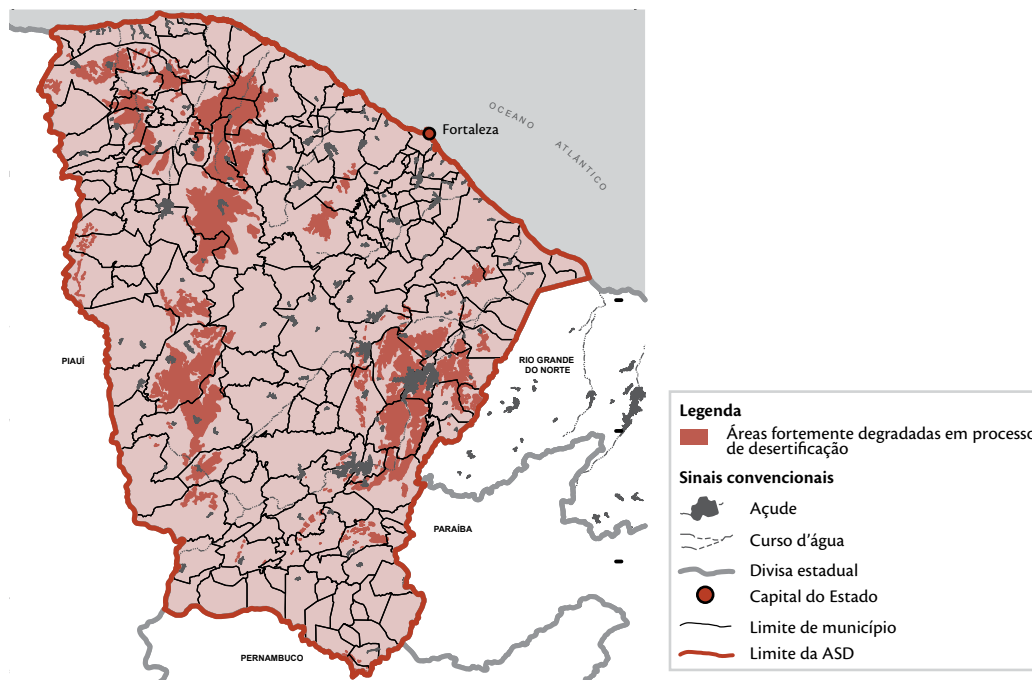 OCEANO
ATLÂNTICO
Fortaleza
PIAUÍ
RIO GRANDE
DO NORTE
PARAÍBA
PERNAMBUCO
Legenda
Áreas fortemente degradadas em processo
de desertificação
Sinais convencionais
Açude
Curso d'água
Divisa estadual
Capital do Estado
Limite de município
Limite da ASD